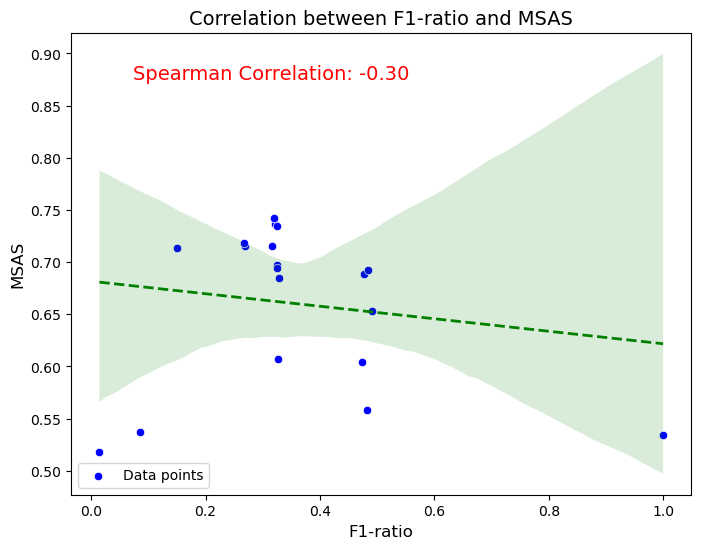 Correlation between F1-ratio and MSAS
Spearman Correlation: -0.30
MSAS
0.90
0.85
0.80
0.75
0.70
0.65
0.60
0.55
0.50
Data points
0.0 0.2 0.4 0.6 0.8 1.0
F1-ratio